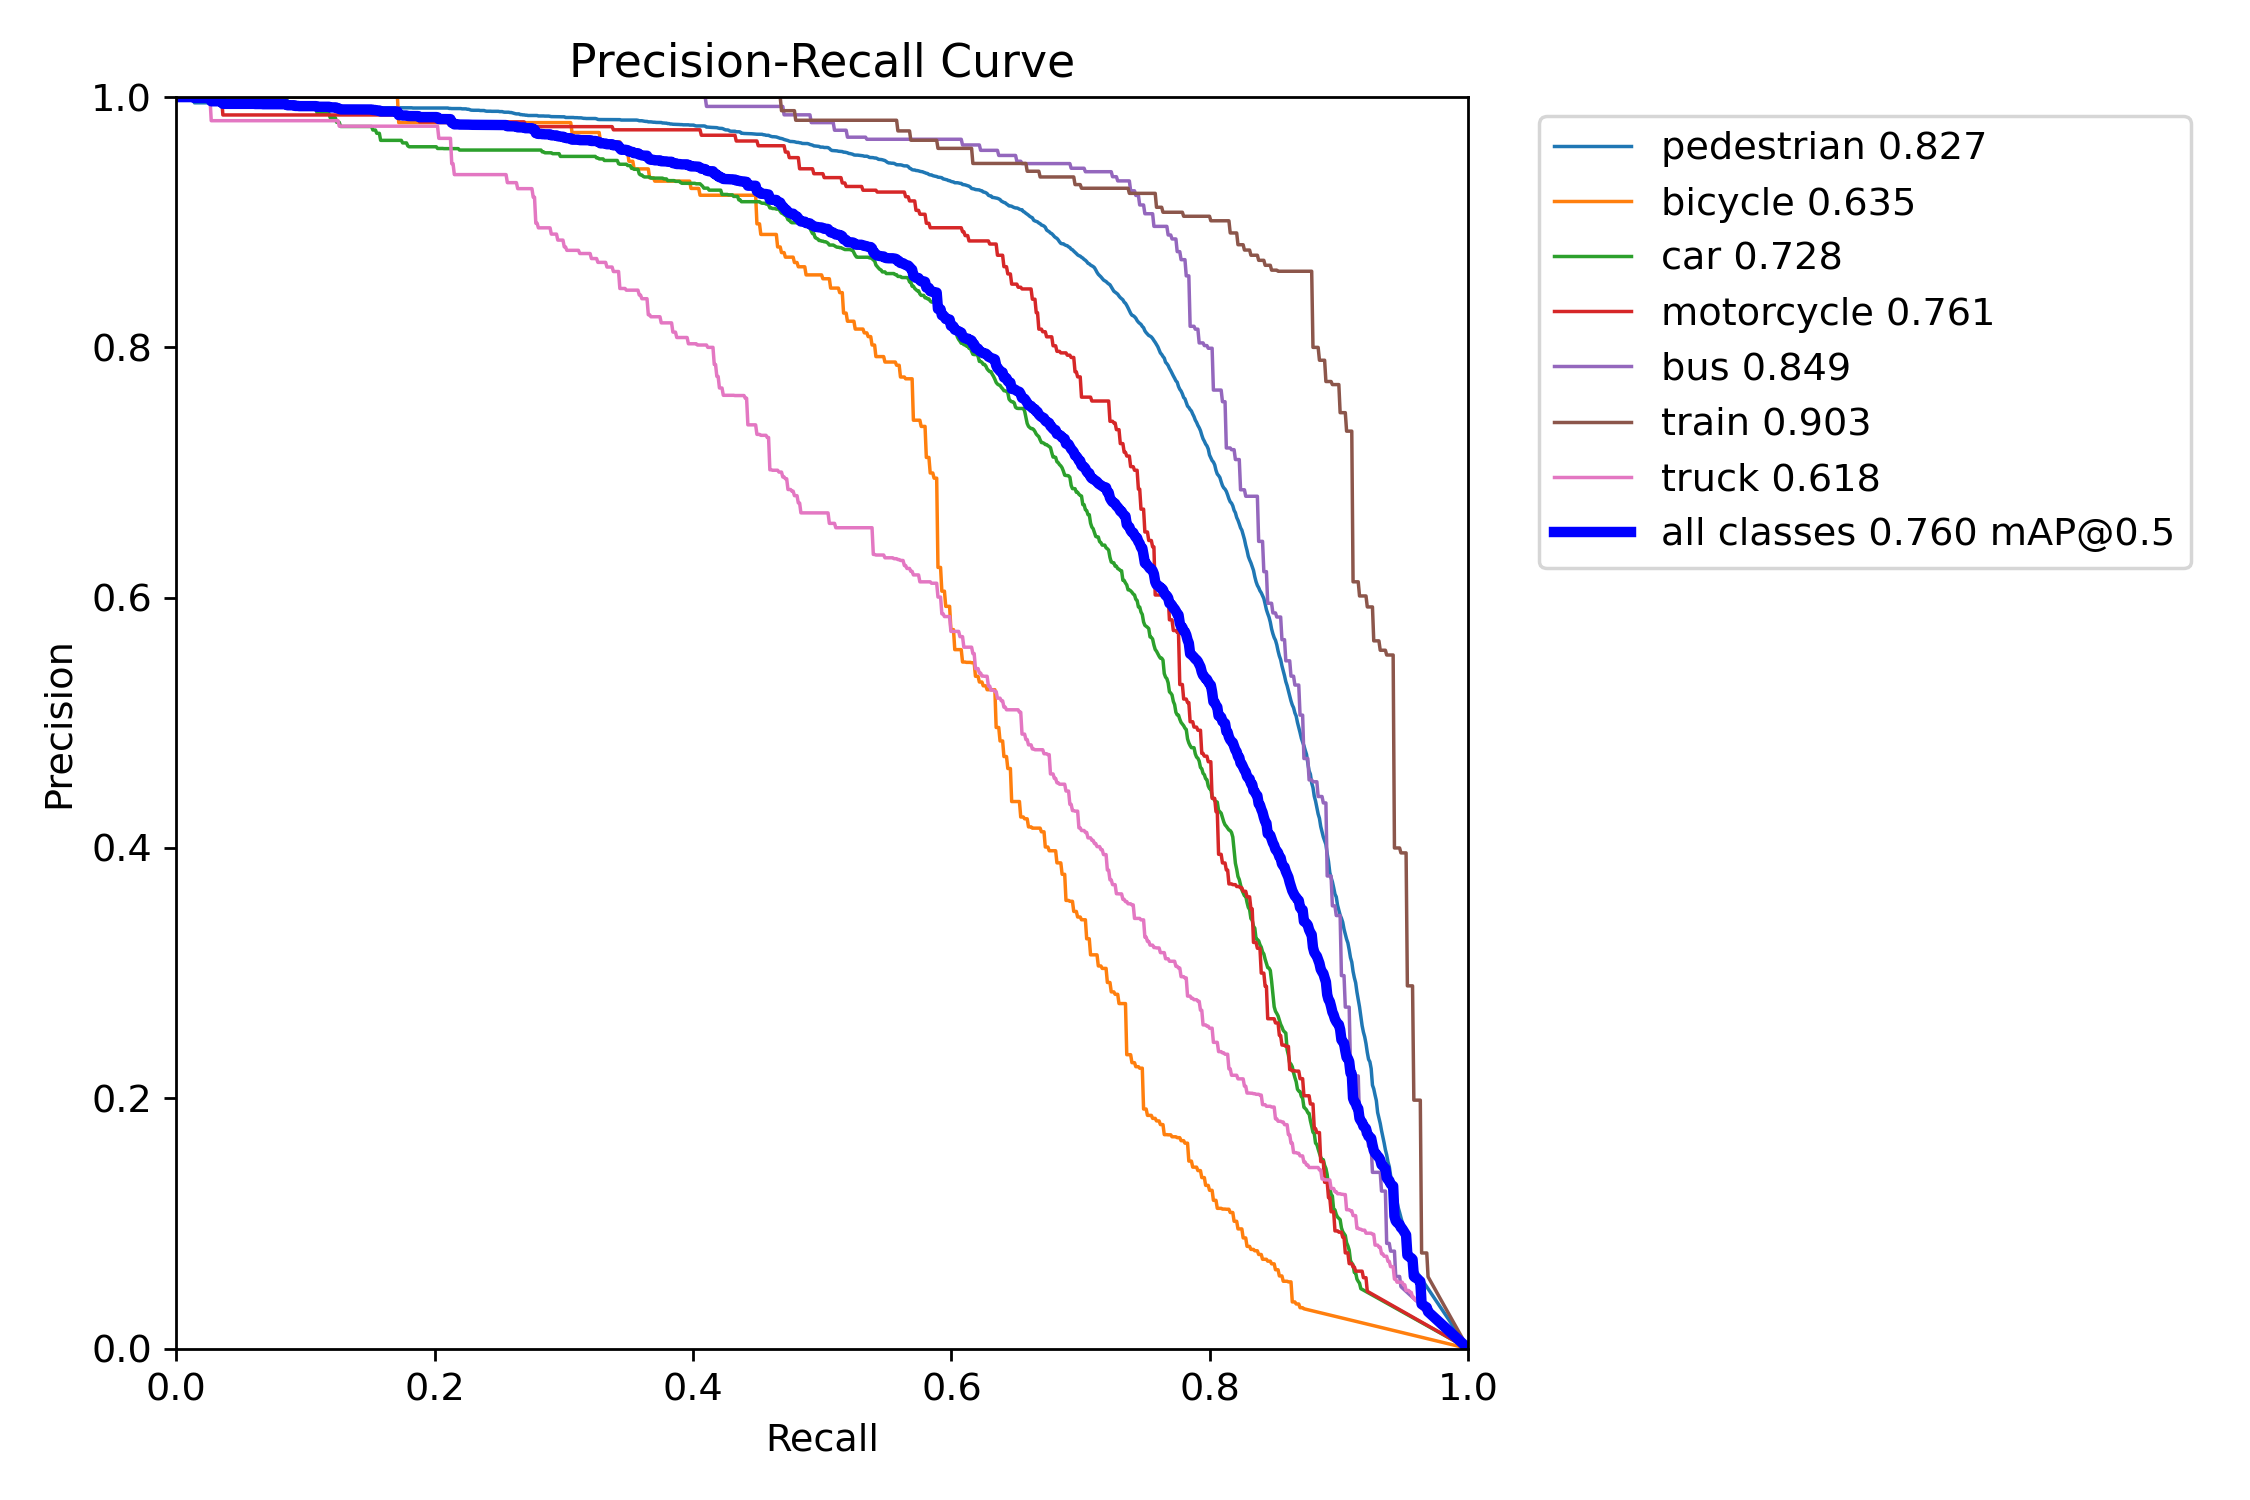 Precision-Recall Curve
1.0
0.8
0.6
0.4
0.2
0.0
Precision
0.0 0.2 0.4 0.6 0.8 1.0
Recall
pedestrian 0.827
bicycle 0.635
car 0.728
motorcycle 0.761
bus 0.849
train 0.903
truck 0.618
all classes 0.760 mAP@0.5